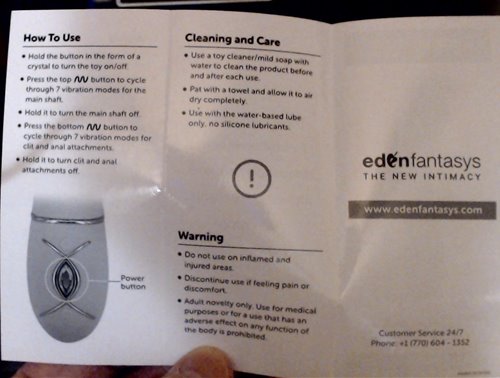 How To Use
• Hold the button in the form of a
crystal to turn the toy on/off.
• Press the top button to cycle
through 7 vibration modes for the
main shaft.
• Hold it to turn the main shaft off.
• Press the bottom button to
cycle through 7 vibration modes for
clit and anal attachments.
• Hold it to turn clit and anal
attachments off.
Power
button
Cleaning and Care
• Use a toy cleaner/mild soap with
water to clean the product before
and after each use.
• Pat with a towel and allow it to air
dry completely.
• Use with the water-based lube
only, no silicone lubricants.
!
Warning
• Do not use on inflamed and
injured areas.
• Discontinue use if feeling pain or
discomfort.
• Adult novelty only. Use for medical
purposes or for a use that has an
adverse effect on any function of
the body is prohibited.
edenfantasys
THE NEW INTIMACY
www.edenfantasys.com
Customer Service 24/7
Phone: +1 (770) 604 - 1352